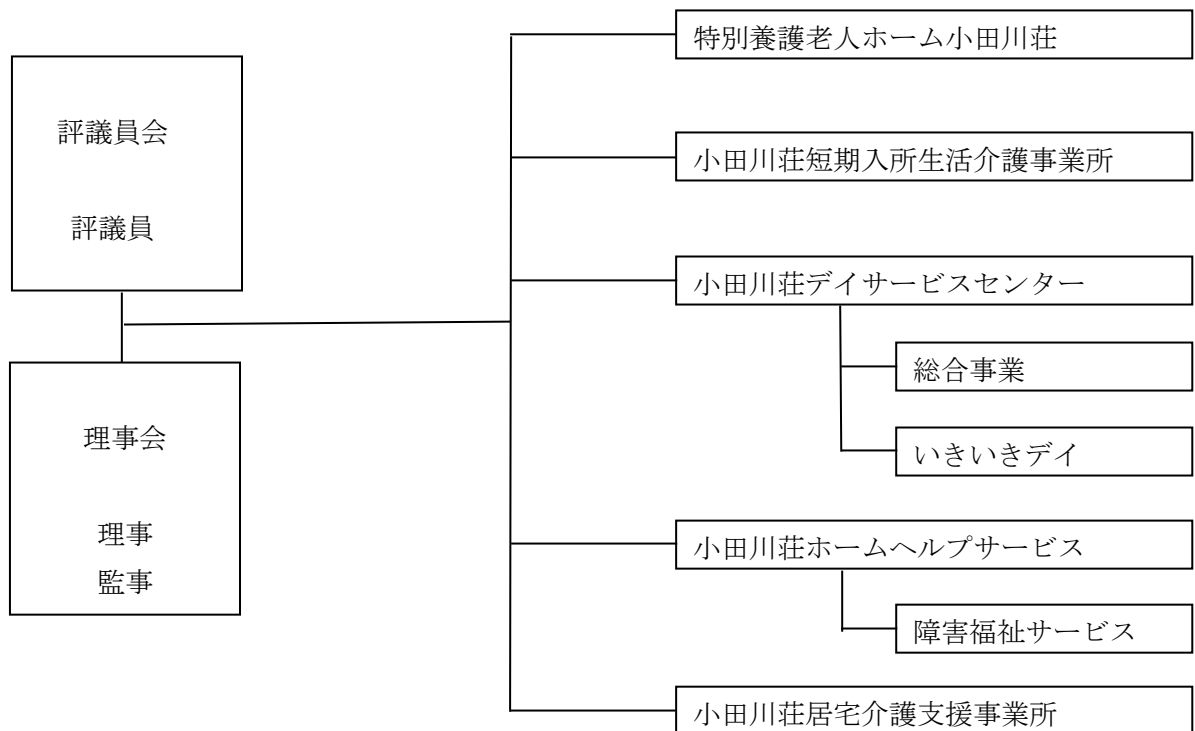 評議員会
評議員
理事会
理事
監事
特別養護老人ホーム小田川荘
小田川荘短期入所生活介護事業所
小田川荘デイサービスセンター
総合事業
いきいきデイ
小田川荘ホームヘルプサービス
障害福祉サービス
小田川荘居宅介護支援事業所